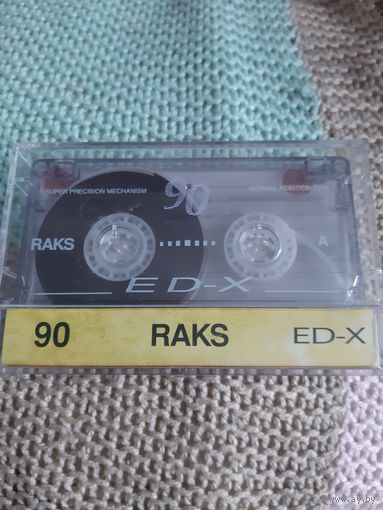 SUPER PRECISION MECHANISM
90
NORMAL POSITION
RAKS
A
ED-X
90 RAKS ED-X
www.ay.by